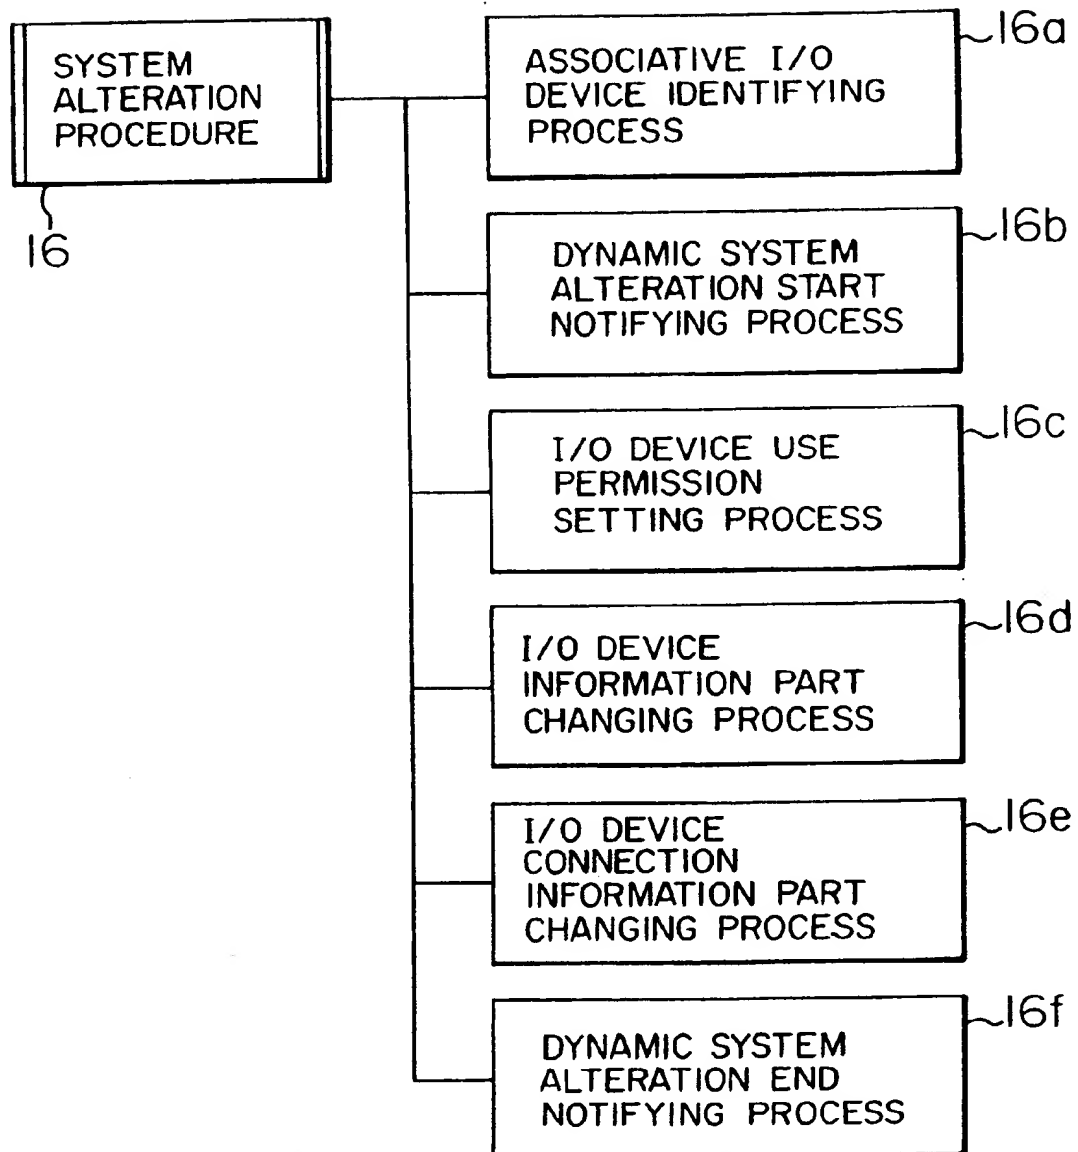 SYSTEM
ALTERATION
PROCEDURE
16
ASSOCIATIVE I/O
DEVICE IDENTIFYING
PROCESS
16a
DYNAMIC SYSTEM
ALTERATION START
NOTIFYING PROCESS
16b
I/O DEVICE USE
PERMISSION
SETTING PROCESS
16c
I/O DEVICE
INFORMATION PART
CHANGING PROCESS
16d
I/O DEVICE
CONNECTION
INFORMATION PART
CHANGING PROCESS
16e
DYNAMIC SYSTEM
ALTERATION END
NOTIFYING PROCESS
16f